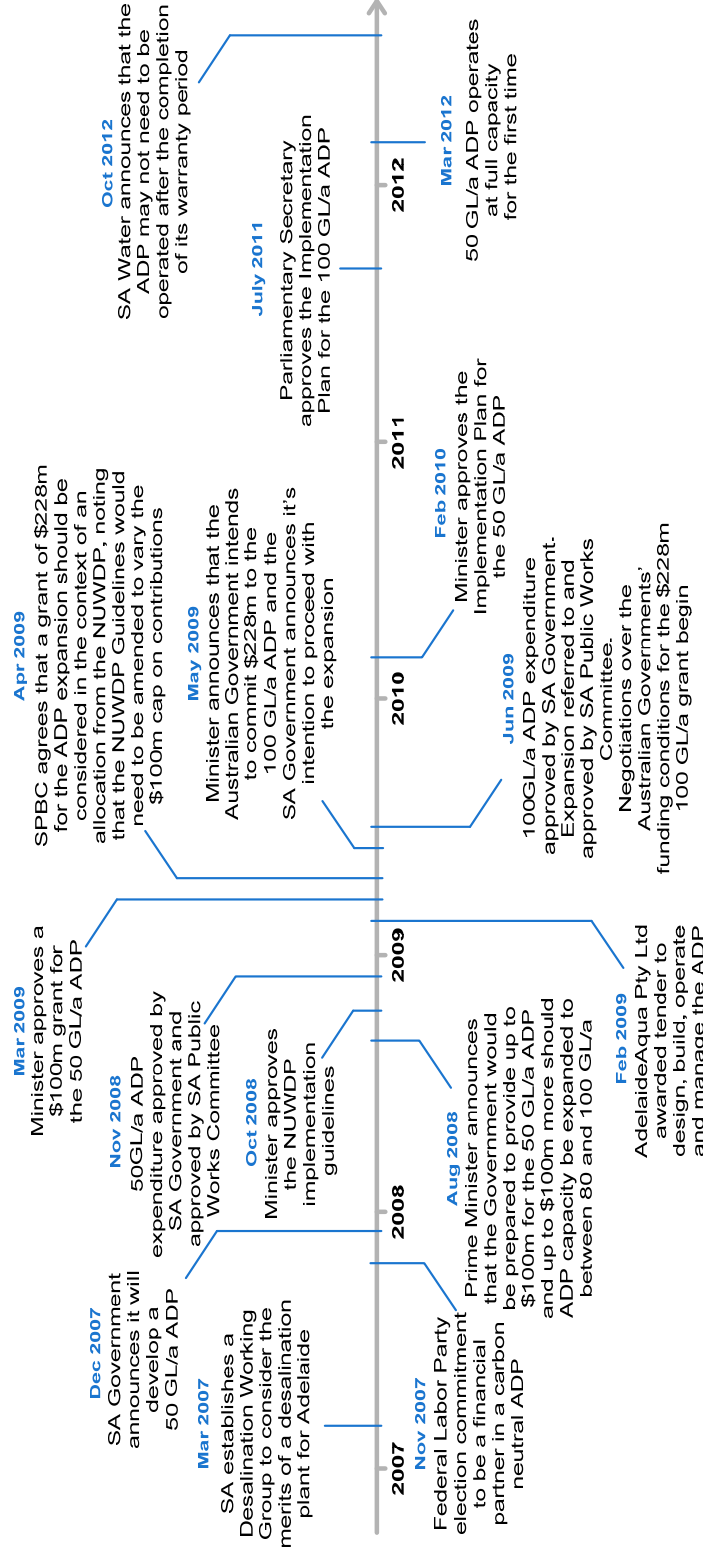 Mar 2007
SA establishes a
Desalination Working
Group to consider the
merits of a desalination
plant for Adelaide
Dec 2007
SA Government
announces it will
develop a
50 GL/a ADP
Nov 2008
50GL/a ADP
expenditure approved by
SA Government and
approved by SA Public
Works Committee
Oct 2008
Minister approves
the NUWDP
implementation
guidelines
Mar 2009
Minister approves a
$100m grant for
the 50 GL/a ADP
Apr 2009
SPBC agrees that a grant of $228m
for the ADP expansion should be
considered in the context of an
allocation from the NUWDP, noting
that the NUWDP Guidelines would
need to be amended to vary the
$100m cap on contributions
May 2009
Minister announces that the
Australian Government intends
to commit $228m to the
100 GL/a ADP and the
SA Government announces it's
intention to proceed with
the expansion
July 2011
Parliamentary Secretary
approves the Implementation
Plan for the 100 GL/a ADP
Oct 2012
SA Water announces that the
ADP may not need to be
operated after the completion
of its warranty period
2007
2008
2009
2010
2011
2012
Nov 2007
Federal Labor Party
election commitment
to be a financial
partner in a carbon
neutral ADP
Aug 2008
Prime Minister announces
that the Government would
be prepared to provide up to
$100m for the 50 GL/a ADP
and up to $100m more should
ADP capacity be expanded to
between 80 and 100 GL/a
Feb 2009
AdelaideAqua Pty Ltd
awarded tender to
design, build, operate
and manage the ADP
Jun 2009
100GL/a ADP expenditure
approved by SA Government.
Expansion referred to and
approved by SA Public Works
Committee.
Negotiations over the
Australian Governments'
funding conditions for the $228m
100 GL/a grant begin
Feb 2010
Minister approves the
Implementation Plan for
the 50 GL/a ADP
Mar 2012
50 GL/a ADP operates
at full capacity
for the first time